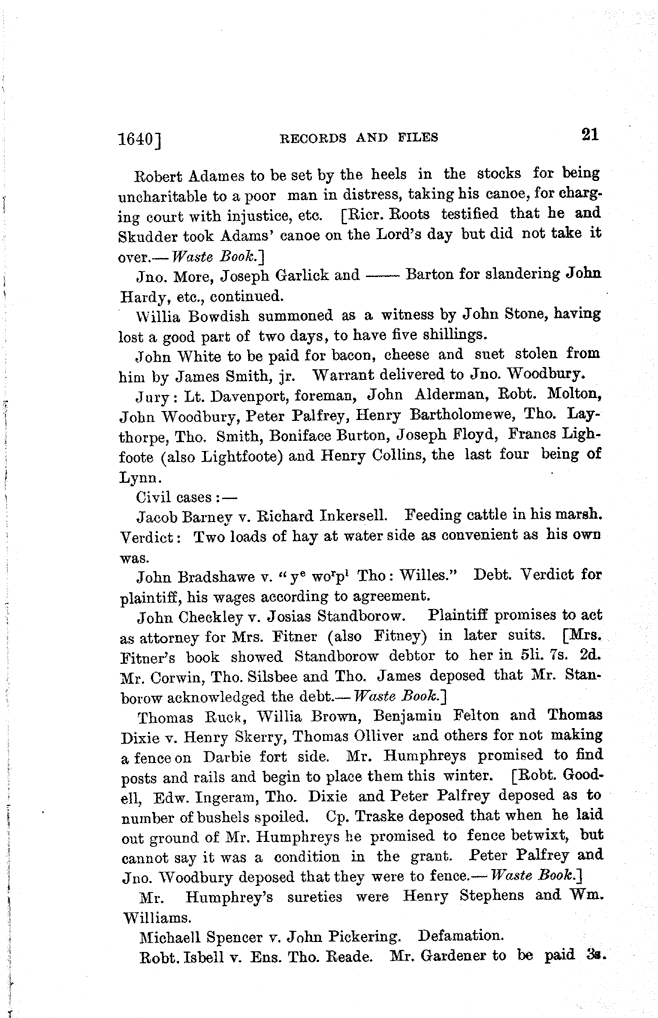 1640] RECORDS AND FILES 21
Robert Adames to be set by the heels in the stocks for being
uncharitable to a poor man in distress, taking his canoe, for charg-
ing court with injustice, etc. [Ricr. Roots testified that he and
Skudder took Adams' canoe on the Lord's day but did not take it
over.—Waste Book.]
Jno. More, Joseph Garlick and —— Barton for slandering John
Hardy, etc., continued.
Willia Bowdish summoned as a witness by John Stone, having
lost a good part of two days, to have five shillings.
John White to be paid for bacon, cheese and suet stolen from
him by James Smith, jr. Warrant delivered to Jno. Woodbury.
Jury: Lt. Davenport, foreman, John Alderman, Robt. Molton,
John Woodbury, Peter Palfrey, Henry Bartholomewe, Tho. Lay-
thorpe, Tho. Smith, Boniface Burton, Joseph Floyd, Francs Ligh-
foote (also Lightfoote) and Henry Collins, the last four being of
Lynn.
Civil cases:—
Jacob Barney v. Richard Inkersell. Feeding cattle in his marsh.
Verdict: Two loads of hay at water side as convenient as his own
was.
John Bradshawe v. "yᵉ woʳpˡ Tho: Willes." Debt. Verdict for
plaintiff, his wages according to agreement.
John Checkley v. Josias Standborow. Plaintiff promises to act
as attorney for Mrs. Fitner (also Fitney) in later suits. [Mrs.
Fitner's book showed Standborow debtor to her in 5li. 7s. 2d.
Mr. Corwin, Tho. Silsbee and Tho. James deposed that Mr. Stan-
borow acknowledged the debt.—Waste Book.]
Thomas Ruck, Willia Brown, Benjamin Felton and Thomas
Dixie v. Henry Skerry, Thomas Olliver and others for not making
a fence on Darbie fort side. Mr. Humphreys promised to find
posts and rails and begin to place them this winter. [Robt. Good-
ell, Edw. Ingeram, Tho. Dixie and Peter Palfrey deposed as to
number of bushels spoiled. Cp. Traske deposed that when he laid
out ground of Mr. Humphreys he promised to fence betwixt, but
cannot say it was a condition in the grant. Peter Palfrey and
Jno. Woodbury deposed that they were to fence.—Waste Book.]
Mr. Humphrey's sureties were Henry Stephens and Wm.
Williams.
Michaell Spencer v. John Pickering. Defamation.
Robt. Isbell v. Ens. Tho. Reade. Mr. Gardener to be paid 3s.